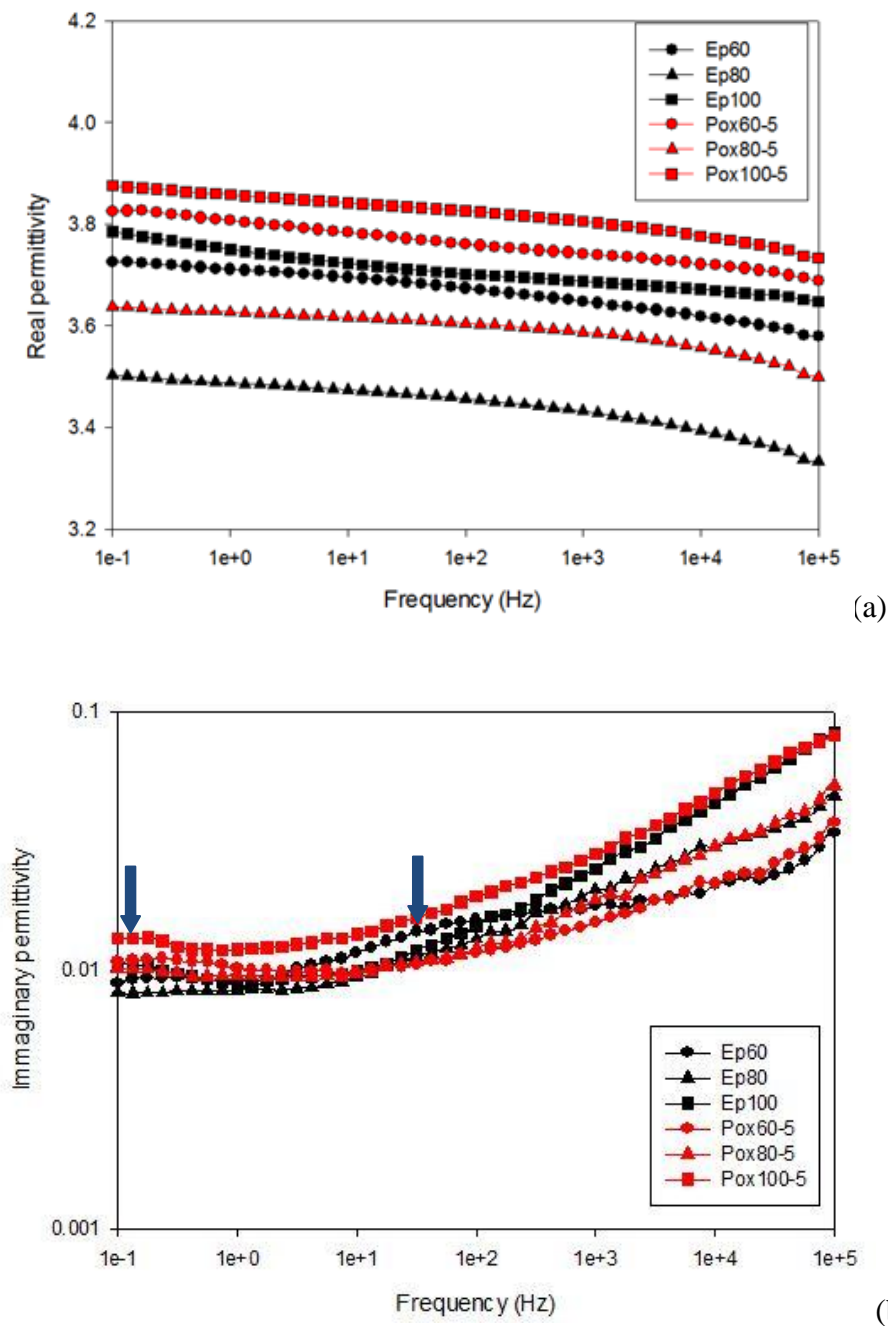 4.2
4.0
3.8
3.6
3.4
3.2
Real permittivity
Ep60
Ep80
Ep100
Pox60-5
Pox80-5
Pox100-5
1e-1 1e+0 1e+1 1e+2 1e+3 1e+4 1e+5
Frequency (Hz)
(a)
0.1
0.01
0.001
Immaginary permittivity
Ep60
Ep80
Ep100
Pox60-5
Pox80-5
Pox100-5
1e-1 1e+0 1e+1 1e+2 1e+3 1e+4 1e+5
Frequency (Hz)